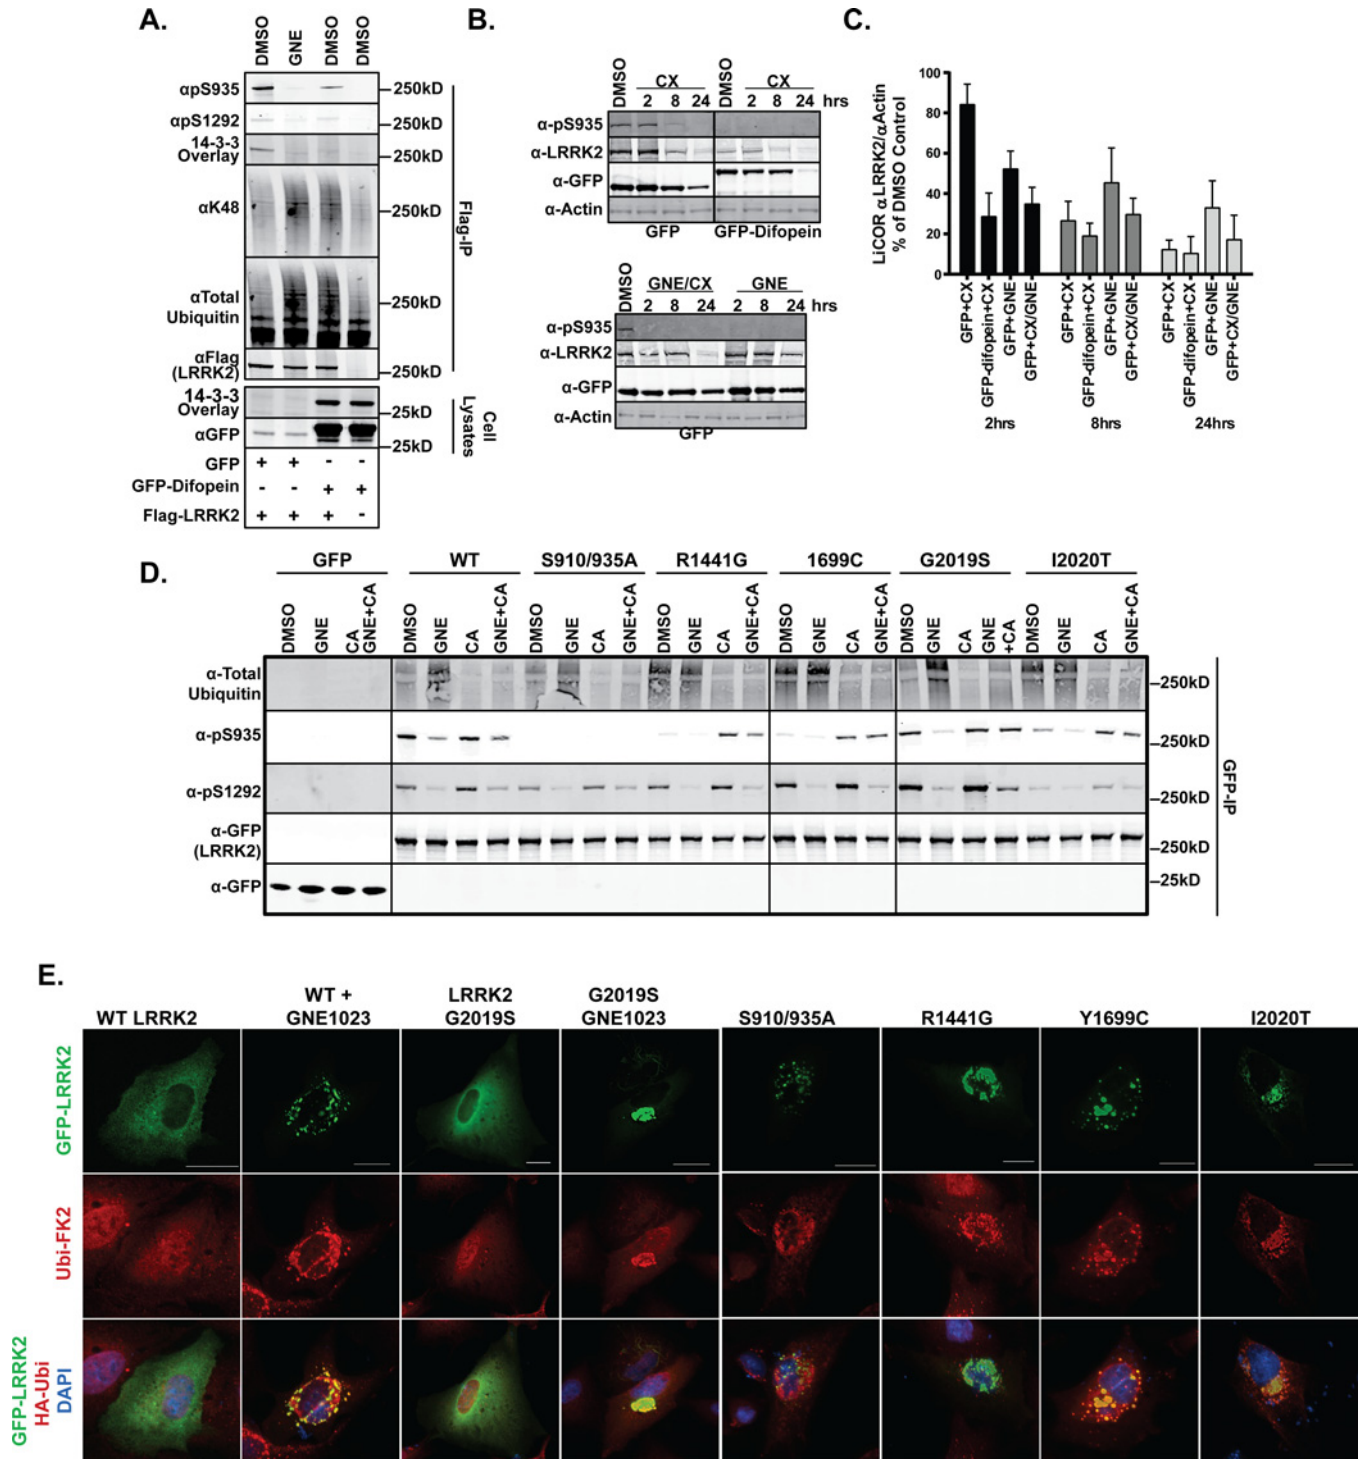 A.
DMSO GNE DMSO DMSO
αpS935 250kD
αpS1292 250kD
14-3-3
Overlay 250kD
αK48 250kD
αTotal
Ubiquitin 250kD
αFlag
(LRRK2) 250kD
Flag-IP
14-3-3
Overlay 25kD
αGFP 25kD
Cell
Lysates
GFP + + - -
GFP-Difopein - - + +
Flag-LRRK2 + + + -
B.
DMSO CX DMSO CX
2 8 24 2 8 24 hrs
α-pS935
α-LRRK2
α-GFP
α-Actin
GFP GFP-Difopein
DMSO GNE/CX GNE
2 8 24 2 8 24 hrs
α-pS935
α-LRRK2
α-GFP
α-Actin
GFP
C.
LiCOR αLRRK2/αActin
% of DMSO Control
100
80
60
40
20
0
GFP+CX
GFP-difopein+CX
GFP+GNE
GFP+CX/GNE
GFP+CX
GFP-difopein+CX
GFP+GNE
GFP+CX/GNE
GFP+CX
GFP-difopein+CX
GFP+GNE
GFP+CX/GNE
2hrs 8hrs 24hrs
D.
GFP WT S910/935A R1441G 1699C G2019S I2020T
DMSO GNE CA GNE+CA DMSO GNE CA GNE+CA DMSO GNE CA GNE+CA DMSO GNE CA GNE+CA DMSO GNE CA GNE+CA DMSO GNE CA GNE +CA DMSO GNE CA GNE+CA
α-Total
Ubiquitin 250kD
α-pS935 250kD
α-pS1292 250kD
α-GFP
(LRRK2) 250kD
α-GFP 25kD
GFP-IP
E.
WT LRRK2
WT +
GNE1023
LRRK2
G2019S
G2019S
GNE1023
S910/935A
R1441G
Y1699C
I2020T
GFP-LRRK2
Ubi-FK2
GFP-LRRK2
HA-Ubi
DAPI